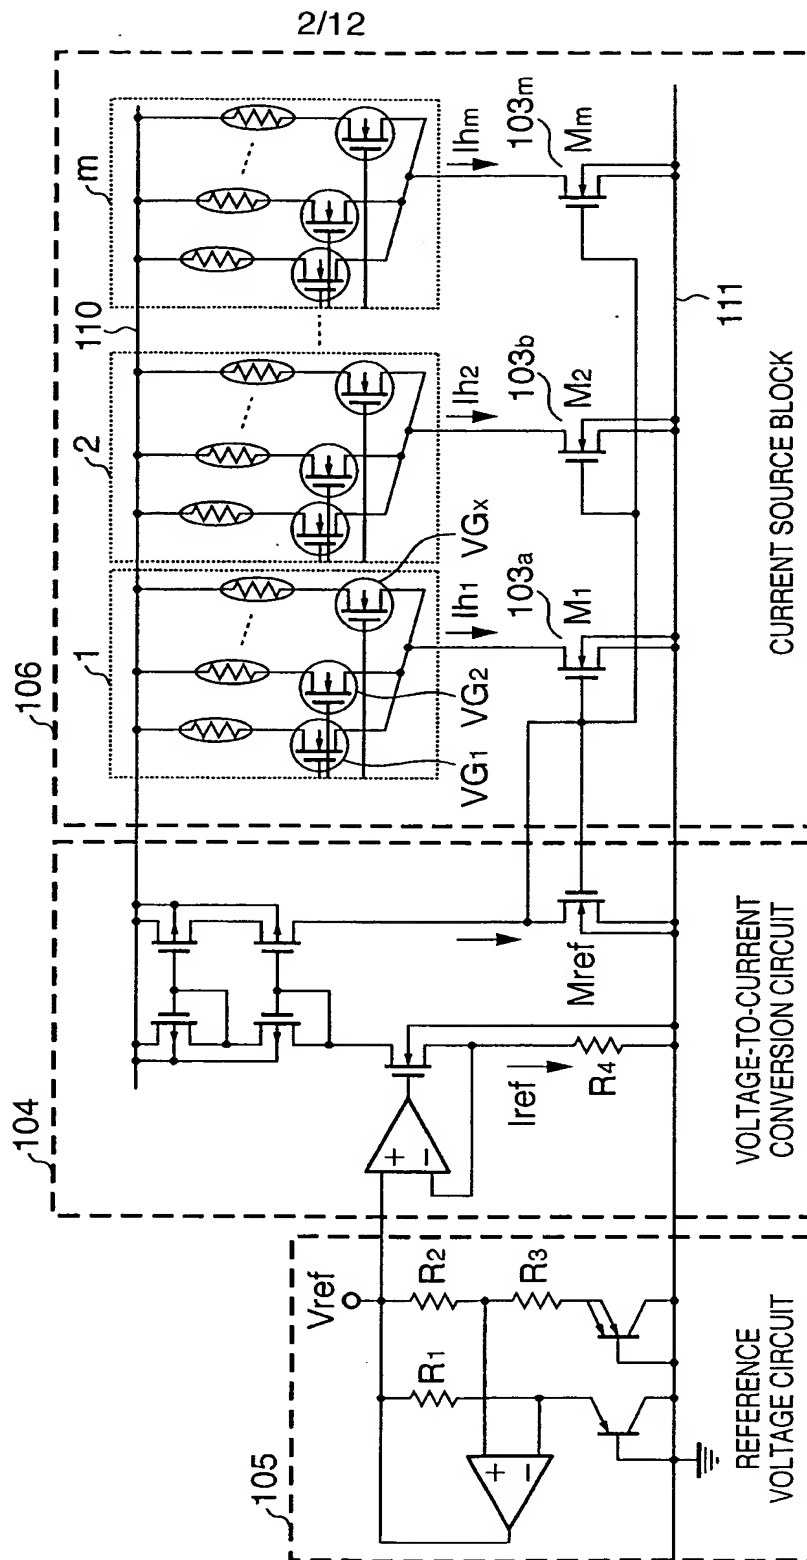 2/12
106
1
2
110
m
VG1
VG2
VGx
Ih1
Ih2
Ihm
103a
M1
103b
M2
103m
Mm
111
CURRENT SOURCE BLOCK
104
+
−
Iref
R4
Mref
VOLTAGE-TO-CURRENT
CONVERSION CIRCUIT
105
Vref
R1
R2
R3
+
−
REFERENCE
VOLTAGE CIRCUIT